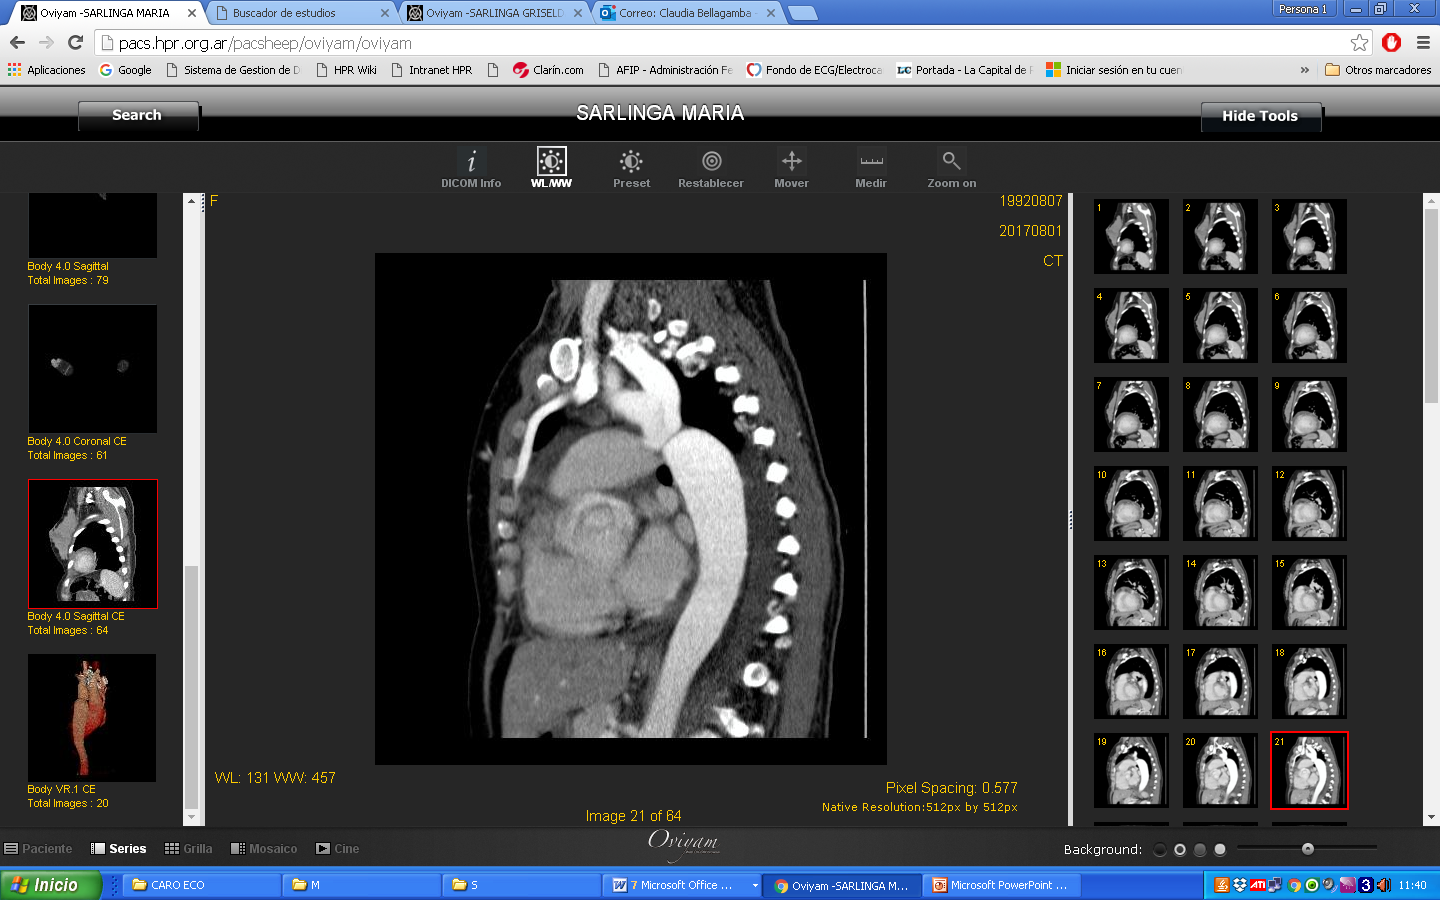 Oviyam -SARLINGA MARIA
Buscador de estudios
Oviyam -SARLINGA GRISELD
Correo: Claudia Bellagamba -
Persona 1
pacs.hpr.org.ar/pacsheep/oviyam/oviyam
Aplicaciones
Google
Sistema de Gestion de D
HPR Wiki
Intranet HPR
Clarín.com
AFIP - Administración Fe
Fondo de ECG/Electroca
LC Portada - La Capital de R
Iniciar sesión en tu cuen
»
Otros marcadores
Search
SARLINGA MARIA
Hide Tools
DICOM Info
WL/WW
Preset
Restablecer
Mover
Medir
Zoom on
Body 4.0 Sagittal
Total Images : 79
Body 4.0 Coronal CE
Total Images : 61
Body 4.0 Sagittal CE
Total Images : 64
Body VR.1 CE
Total Images : 20
F
19920807
20170801
CT
WL: 131 WW: 457
Pixel Spacing: 0.577
Native Resolution:512px by 512px
Image 21 of 64
1
2
3
4
5
6
7
8
9
10
11
12
13
14
15
16
17
18
19
20
21
Paciente
Series
Grilla
Mosaico
Cine
Oviyam
Background:
Inicio
CARO ECO
M
S
7 Microsoft Office ...
Oviyam -SARLINGA M...
Microsoft PowerPoint ...
ATI
3
11:40